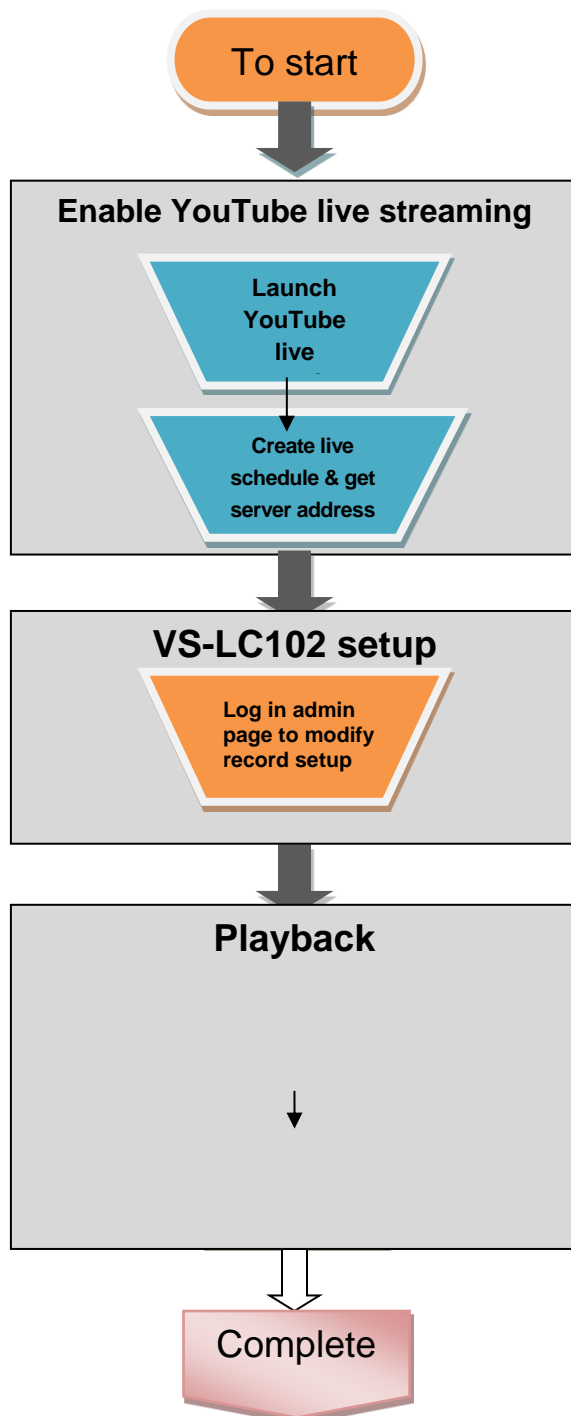 To start
Enable YouTube live streaming
Launch
YouTube
live
Create live
schedule & get
server address
VS-LC102 setup
Log in admin
page to modify
record setup
Playback
Complete